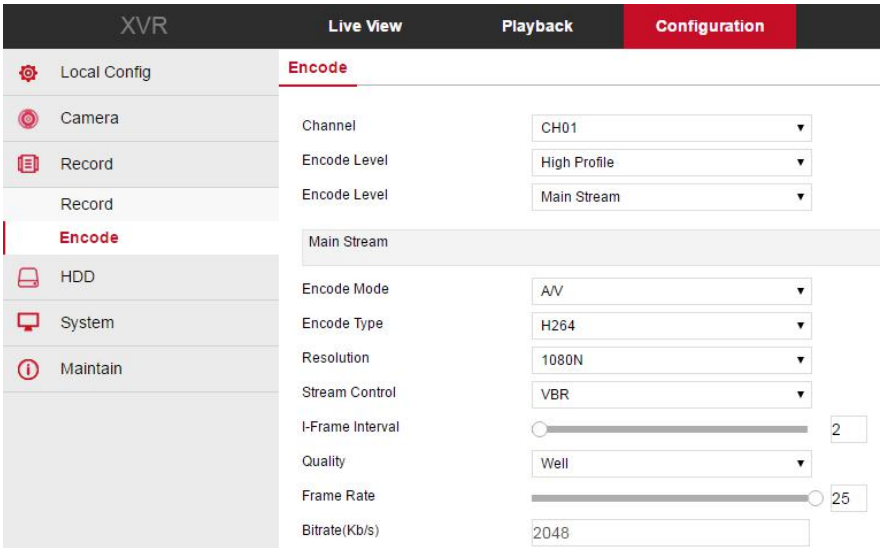 XVR Live View Playback Configuration
Local Config
Camera
Record
Record
Encode
HDD
System
Maintain
Encode
Channel CH01
Encode Level High Profile
Encode Level Main Stream
Main Stream
Encode Mode A/V
Encode Type H264
Resolution 1080N
Stream Control VBR
I-Frame Interval 2
Quality Well
Frame Rate 25
Bitrate(Kb/s) 2048